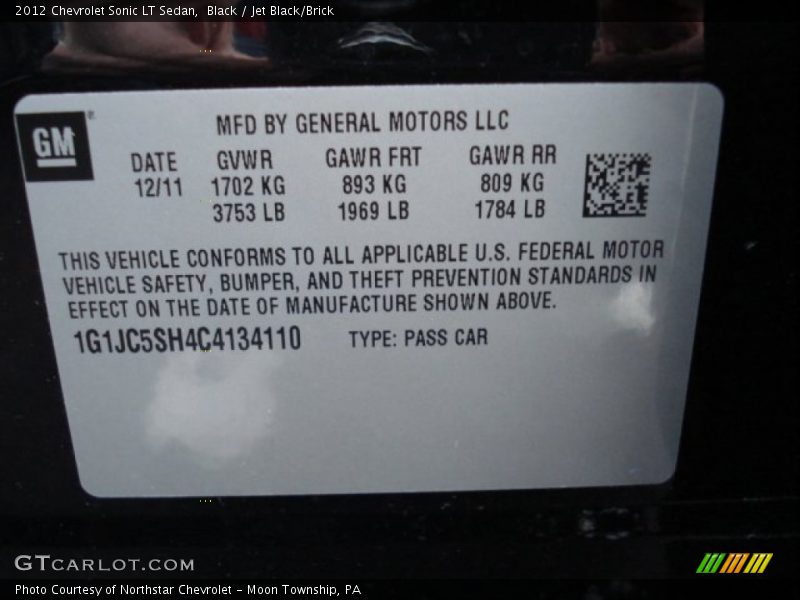 2012 Chevrolet Sonic LT Sedan, Black / Jet Black/Brick
GM ®
MFD BY GENERAL MOTORS LLC
DATE GVWR GAWR FRT GAWR RR
12/11 1702 KG 893 KG 809 KG
3753 LB 1969 LB 1784 LB
THIS VEHICLE CONFORMS TO ALL APPLICABLE U.S. FEDERAL MOTOR
VEHICLE SAFETY, BUMPER, AND THEFT PREVENTION STANDARDS IN
EFFECT ON THE DATE OF MANUFACTURE SHOWN ABOVE.
1G1JC5SH4C4134110 TYPE: PASS CAR
GTCARLOT.COM
Photo Courtesy of Northstar Chevrolet - Moon Township, PA